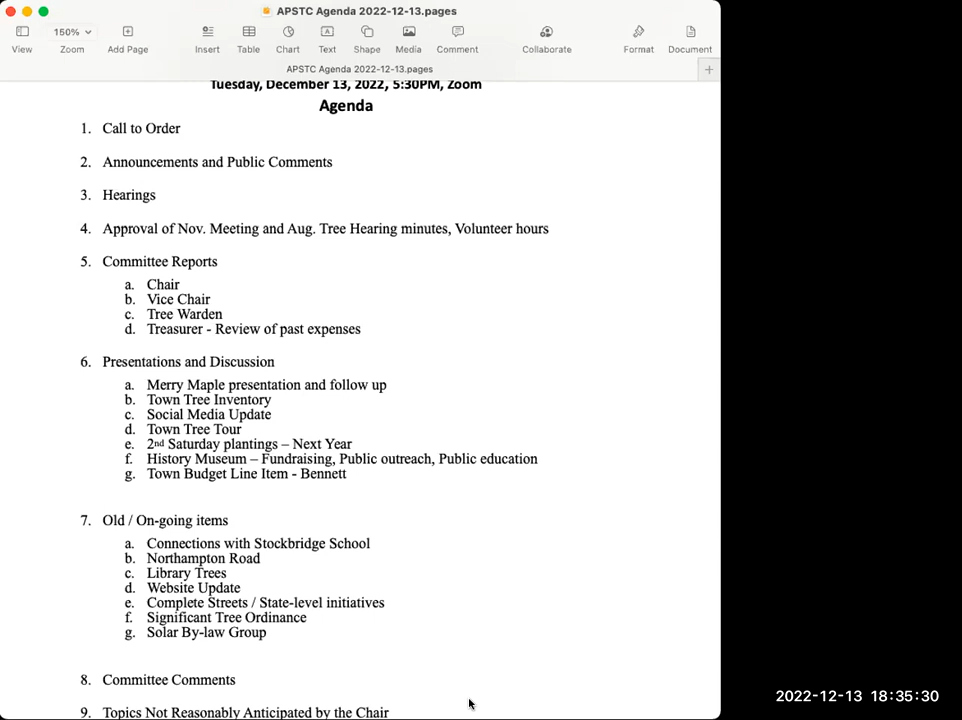 APSTC Agenda 2022-12-13.pages
150%
View
Zoom
Add Page
Insert
Table
Chart
Text
Shape
Media
Comment
Collaborate
Format
Document
APSTC Agenda 2022-12-13.pages
Tuesday, December 13, 2022, 5:30PM, Zoom
Agenda
1. Call to Order
2. Announcements and Public Comments
3. Hearings
4. Approval of Nov. Meeting and Aug. Tree Hearing minutes, Volunteer hours
5. Committee Reports
a. Chair
b. Vice Chair
c. Tree Warden
d. Treasurer - Review of past expenses
6. Presentations and Discussion
a. Merry Maple presentation and follow up
b. Town Tree Inventory
c. Social Media Update
d. Town Tree Tour
e. 2nd Saturday plantings – Next Year
f. History Museum – Fundraising, Public outreach, Public education
g. Town Budget Line Item - Bennett
7. Old / On-going items
a. Connections with Stockbridge School
b. Northampton Road
c. Library Trees
d. Website Update
e. Complete Streets / State-level initiatives
f. Significant Tree Ordinance
g. Solar By-law Group
8. Committee Comments
9. Topics Not Reasonably Anticipated by the Chair
2022-12-13 18:35:30